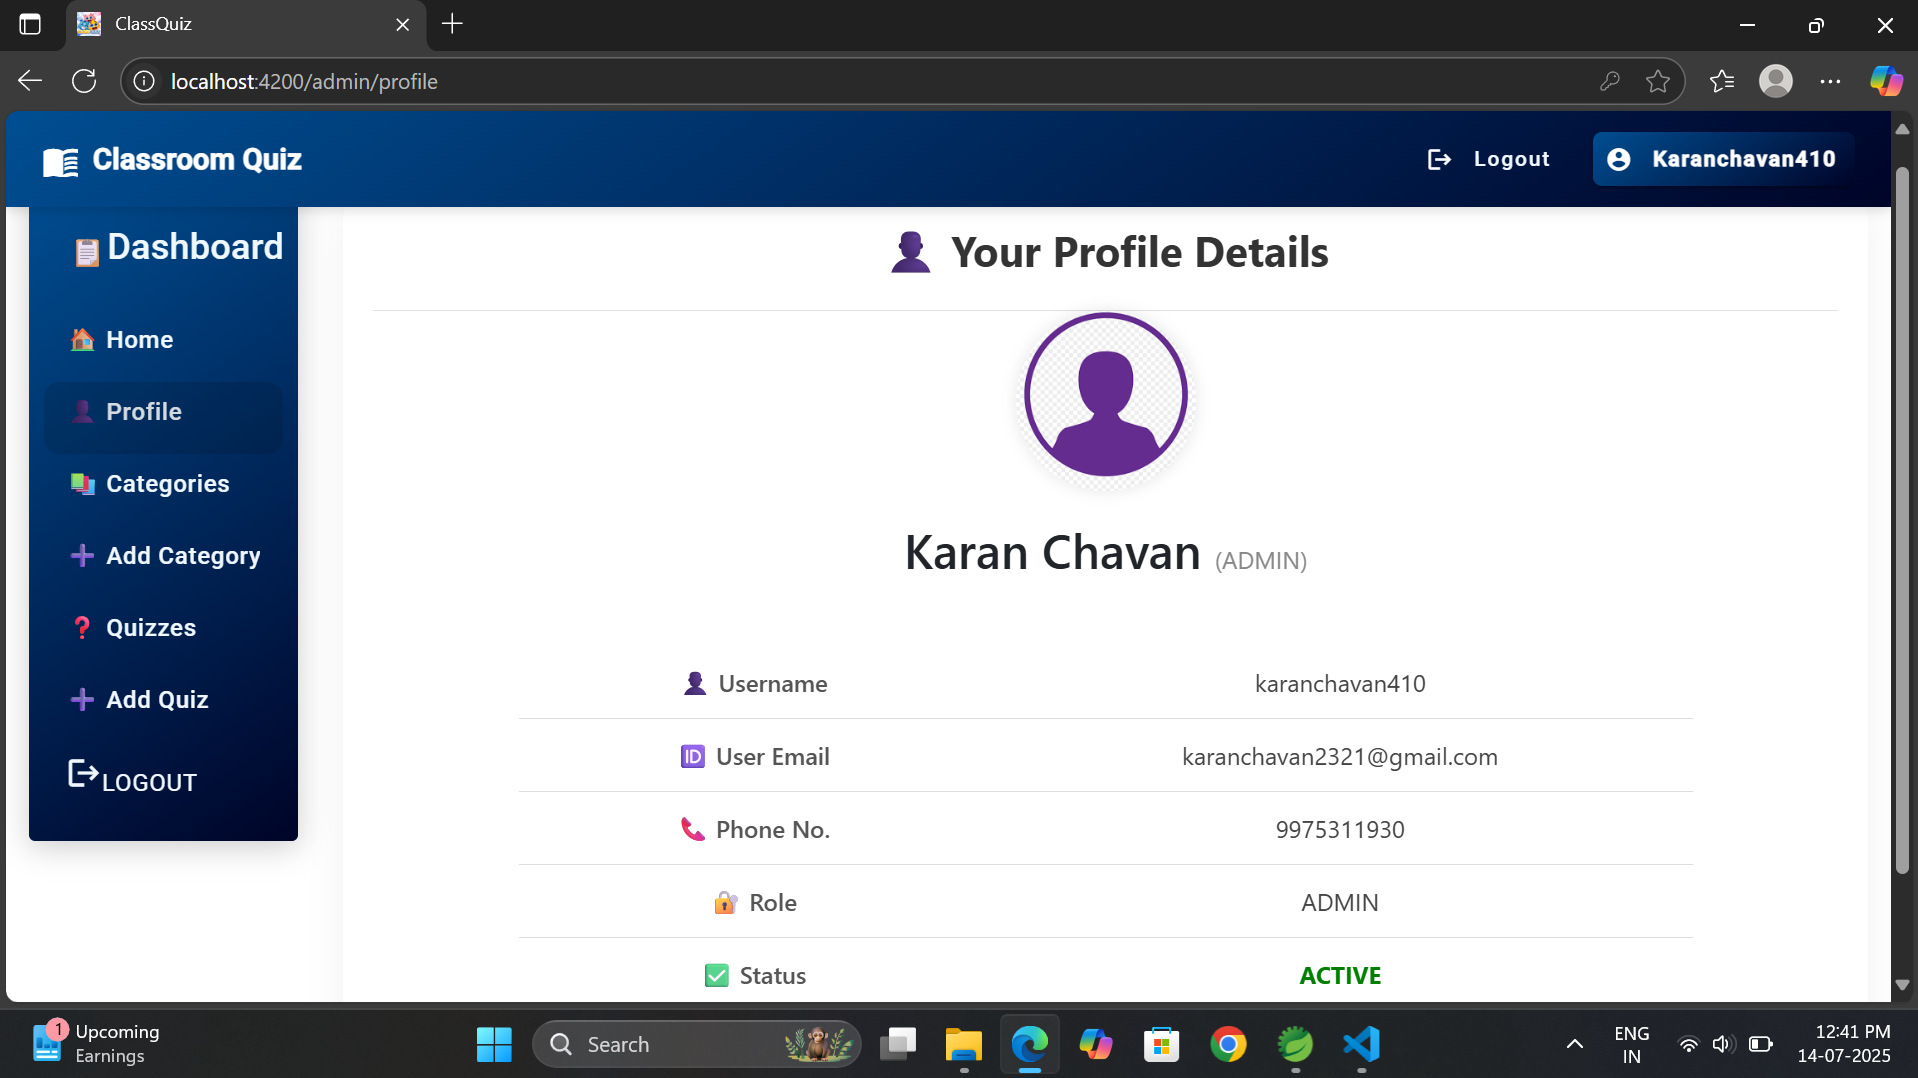 ClassQuiz
localhost:4200/admin/profile
Classroom Quiz
Logout
Karanchavan410
Dashboard
Home
Profile
Categories
Add Category
Quizzes
Add Quiz
LOGOUT
Your Profile Details
Karan Chavan (ADMIN)
Username karanchavan410
ID User Email karanchavan2321@gmail.com
Phone No. 9975311930
Role ADMIN
Status ACTIVE
1
Upcoming
Earnings
Search
ENG
IN
12:41 PM
14-07-2025